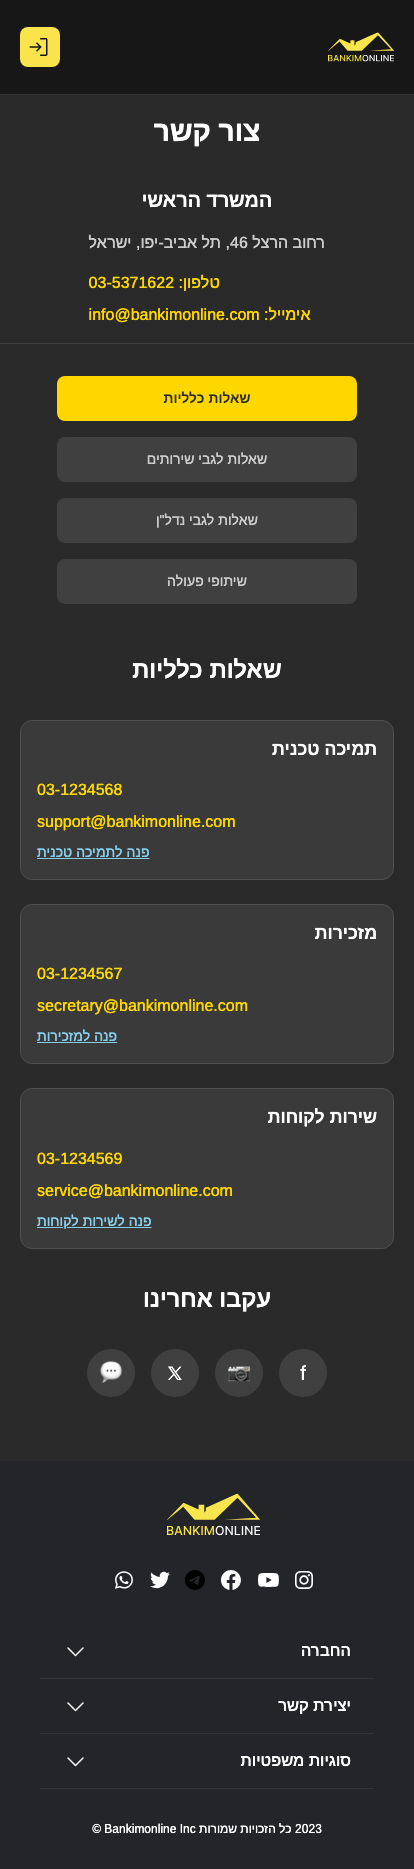 BANKIMONLINE
צור קשר
המשרד הראשי
רחוב הרצל 46, תל אביב-יפו, ישראל
טלפון: 03-5371622
אימייל: info@bankimonline.com
שאלות כלליות
שאלות לגבי שירותים
שאלות לגבי נדל"ן
שיתופי פעולה
שאלות כלליות
תמיכה טכנית
03-1234568
support@bankimonline.com
פנה לתמיכה טכנית
מזכירות
03-1234567
secretary@bankimonline.com
פנה למזכירות
שירות לקוחות
03-1234569
service@bankimonline.com
פנה לשירות לקוחות
עקבו אחרינו
f 𝕏
BANKIMONLINE
החברה
יצירת קשר
סוגיות משפטיות
2023 כל הזכויות שמורות Bankimonline Inc ©